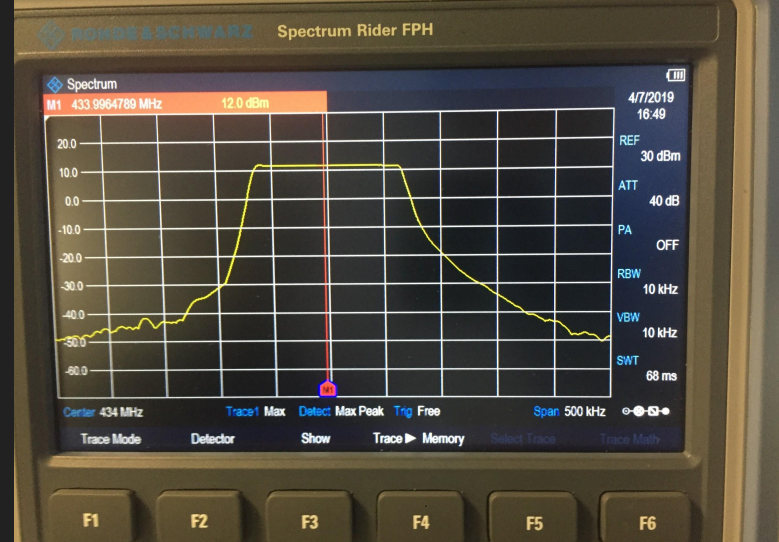 ROHDE&SCHWARZ Spectrum Rider FPH
Spectrum
M1 433.9964789 MHz 12.0 dBm
4/7/2019
16:49
20.0
10.0
0.0
-10.0
-20.0
-30.0
-40.0
-50.0
-60.0
REF
30 dBm
ATT
40 dB
PA
OFF
RBW
10 kHz
VBW
10 kHz
SWT
68 ms
M1
Center 434 MHz Trace1 Max Detect Max Peak Trig Free Span 500 kHz
Trace Mode Detector Show Trace ► Memory Select Trace Trace Math
F1 F2 F3 F4 F5 F6